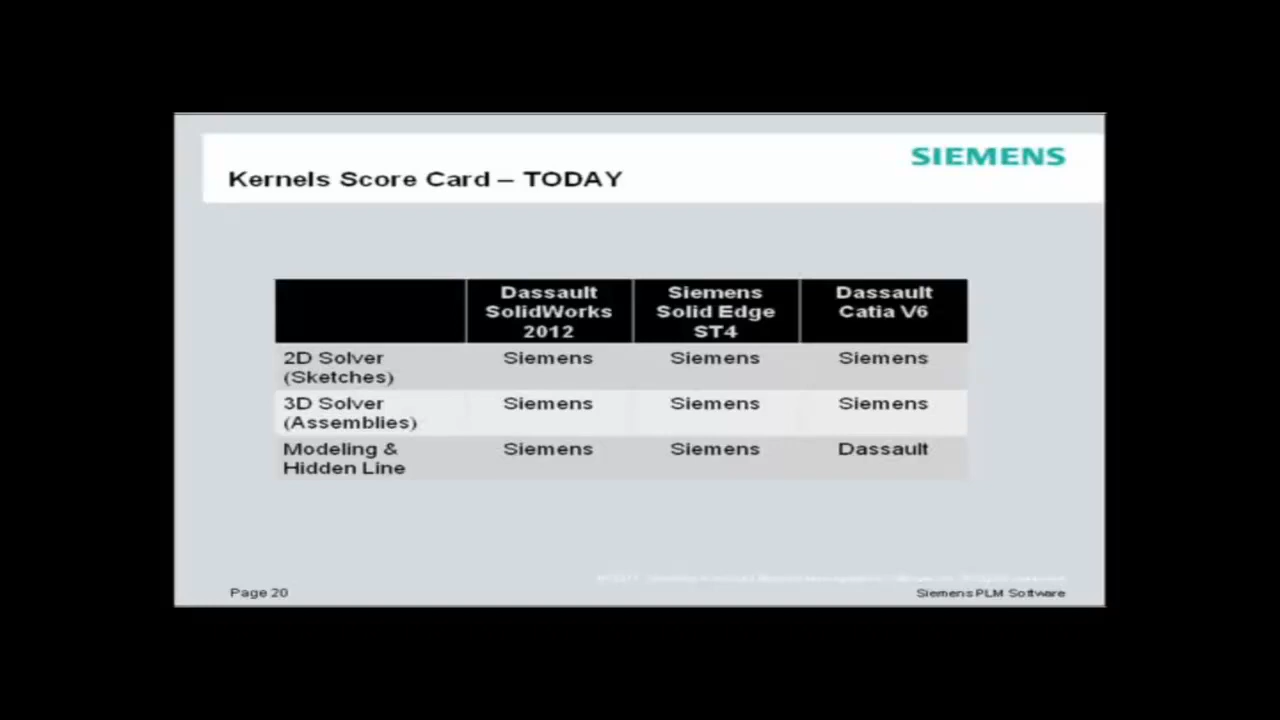 SIEMENS
Kernels Score Card – TODAY
Dassault SolidWorks 2012
Siemens Solid Edge ST4
Dassault Catia V6
2D Solver (Sketches) Siemens Siemens Siemens
3D Solver (Assemblies) Siemens Siemens Siemens
Modeling & Hidden Line Siemens Siemens Dassault
Page 20
Siemens PLM Software